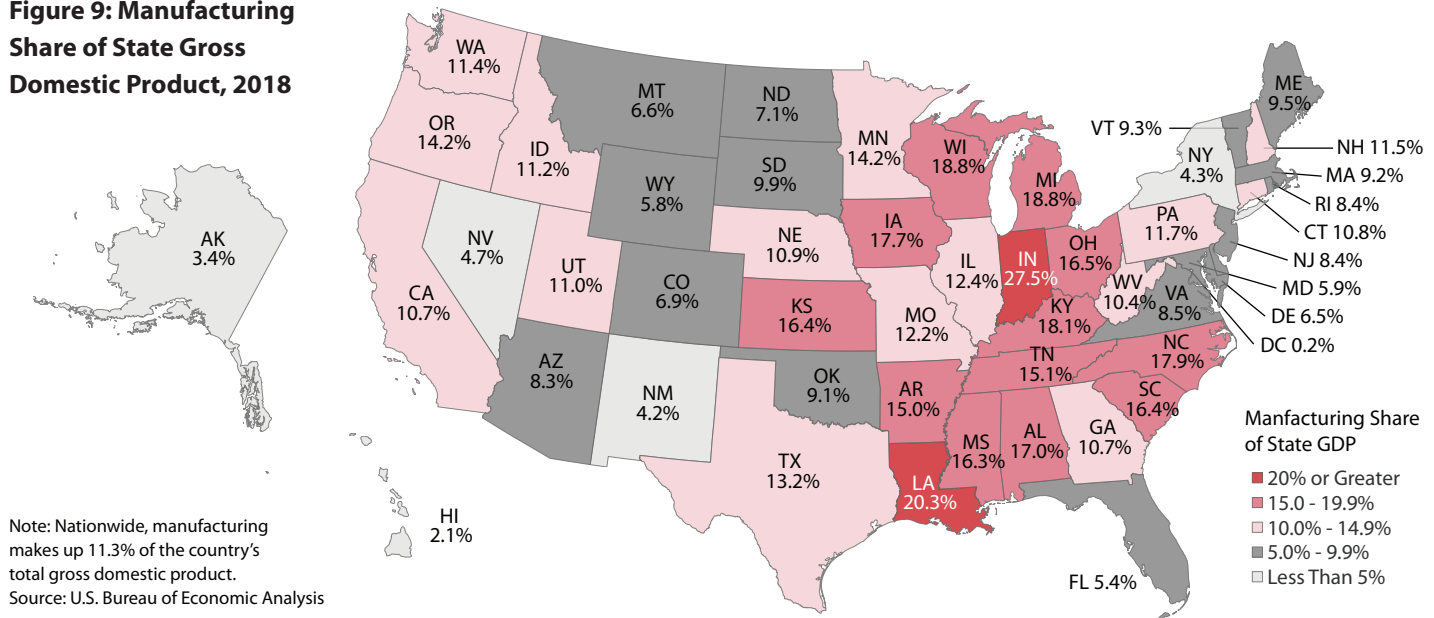 Figure 9: Manufacturing
Share of State Gross
Domestic Product, 2018
WA
11.4%
OR
14.2%
ID
11.2%
MT
6.6%
ND
7.1%
MN
14.2%
WI
18.8%
MI
18.8%
SD
9.9%
WY
5.8%
NE
10.9%
IA
17.7%
NV
4.7%
UT
11.0%
CO
6.9%
CA
10.7%
KS
16.4%
MO
12.2%
IL
12.4%
IN
27.5%
OH
16.5%
KY
18.1%
WV
10.4%
VA
8.5%
PA
11.7%
NY
4.3%
ME
9.5%
VT 9.3%
NH 11.5%
MA 9.2%
RI 8.4%
CT 10.8%
NJ 8.4%
MD 5.9%
DE 6.5%
DC 0.2%
TN
15.1%
NC
17.9%
SC
16.4%
AZ
8.3%
NM
4.2%
OK
9.1%
AR
15.0%
TX
13.2%
LA
20.3%
MS
16.3%
AL
17.0%
GA
10.7%
FL 5.4%
AK
3.4%
HI
2.1%
Manfacturing Share
of State GDP
20% or Greater
15.0 - 19.9%
10.0% - 14.9%
5.0% - 9.9%
Less Than 5%
Note: Nationwide, manufacturing
makes up 11.3% of the country’s
total gross domestic product.
Source: U.S. Bureau of Economic Analysis